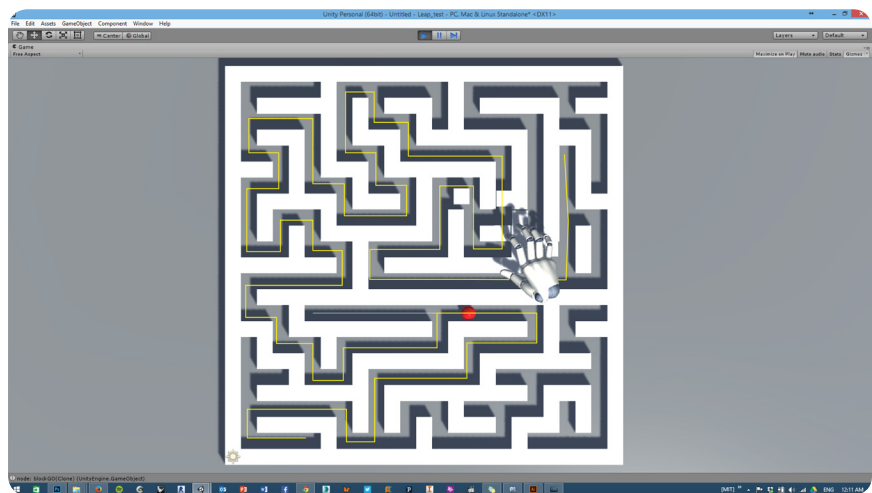 Unity Personal (64bit) - Untitled - Leap_test - PC, Mac & Linux Standalone* <DX11>
File Edit Assets GameObject Component Window Help
Center Global Layers Default
Game
Free Aspect Maximize on Play Mute audio Stats Gizmos
node: blockGO(Clone) (UnityEngine.GameObject)
[MIT] ENG 12:11 AM